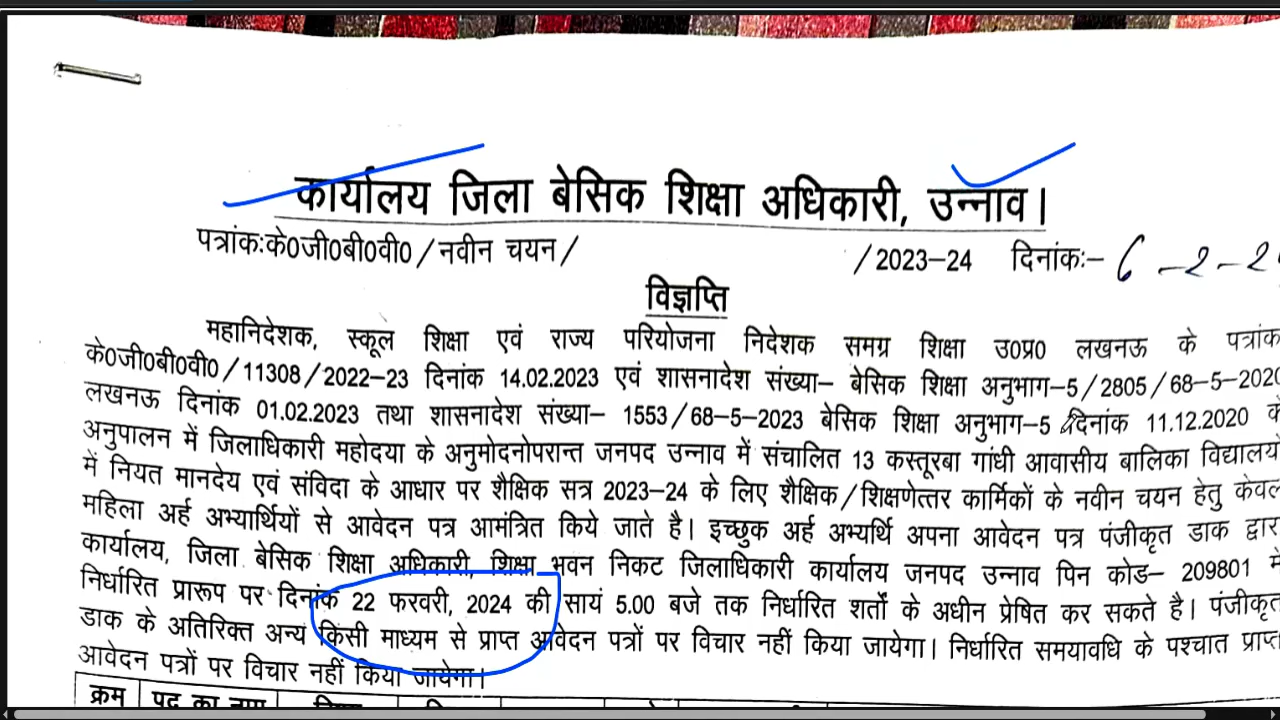 कार्यालय जिला बेसिक शिक्षा अधिकारी, उन्नाव।
पत्रांकः के0जी0बी0वी0/नवीन चयन/ /2023-24 दिनांकः- 6-2-2
विज्ञप्ति
महानिदेशक, स्कूल शिक्षा एवं राज्य परियोजना निदेशक समग्र शिक्षा उ0प्र0 लखनऊ के पत्रांक
के0जी0बी0वी0/11308/2022-23 दिनांक 14.02.2023 एवं शासनादेश संख्या- बेसिक शिक्षा अनुभाग-5/2805/68-5-2020
लखनऊ दिनांक 01.02.2023 तथा शासनादेश संख्या- 1553/68-5-2023 बेसिक शिक्षा अनुभाग-5 दिनांक 11.12.2020 के
अनुपालन में जिलाधिकारी महोदया के अनुमोदनोपरान्त जनपद उन्नाव में संचालित 13 कस्तूरबा गांधी आवासीय बालिका विद्यालयों
में नियत मानदेय एवं संविदा के आधार पर शैक्षिक सत्र 2023-24 के लिए शैक्षिक/शिक्षणेत्तर कार्मिकों के नवीन चयन हेतु केवल
महिला अर्ह अभ्यार्थियों से आवेदन पत्र आमंत्रित किये जाते है। इच्छुक अर्ह अभ्यर्थि अपना आवेदन पत्र पंजीकृत डाक द्वारा
कार्यालय, जिला बेसिक शिक्षा अधिकारी, शिक्षा भवन निकट जिलाधिकारी कार्यालय जनपद उन्नाव पिन कोड- 209801 में
निर्धारित प्रारूप पर दिनांक 22 फरवरी, 2024 की सायं 5.00 बजे तक निर्धारित शर्तों के अधीन प्रेषित कर सकते है। पंजीकृत
डाक के अतिरिक्त अन्य किसी माध्यम से प्राप्त आवेदन पत्रों पर विचार नहीं किया जायेगा। निर्धारित समयावधि के पश्चात प्राप्त
आवेदन पत्रों पर विचार नहीं किया जायेगा।
क्रम पद का नाम